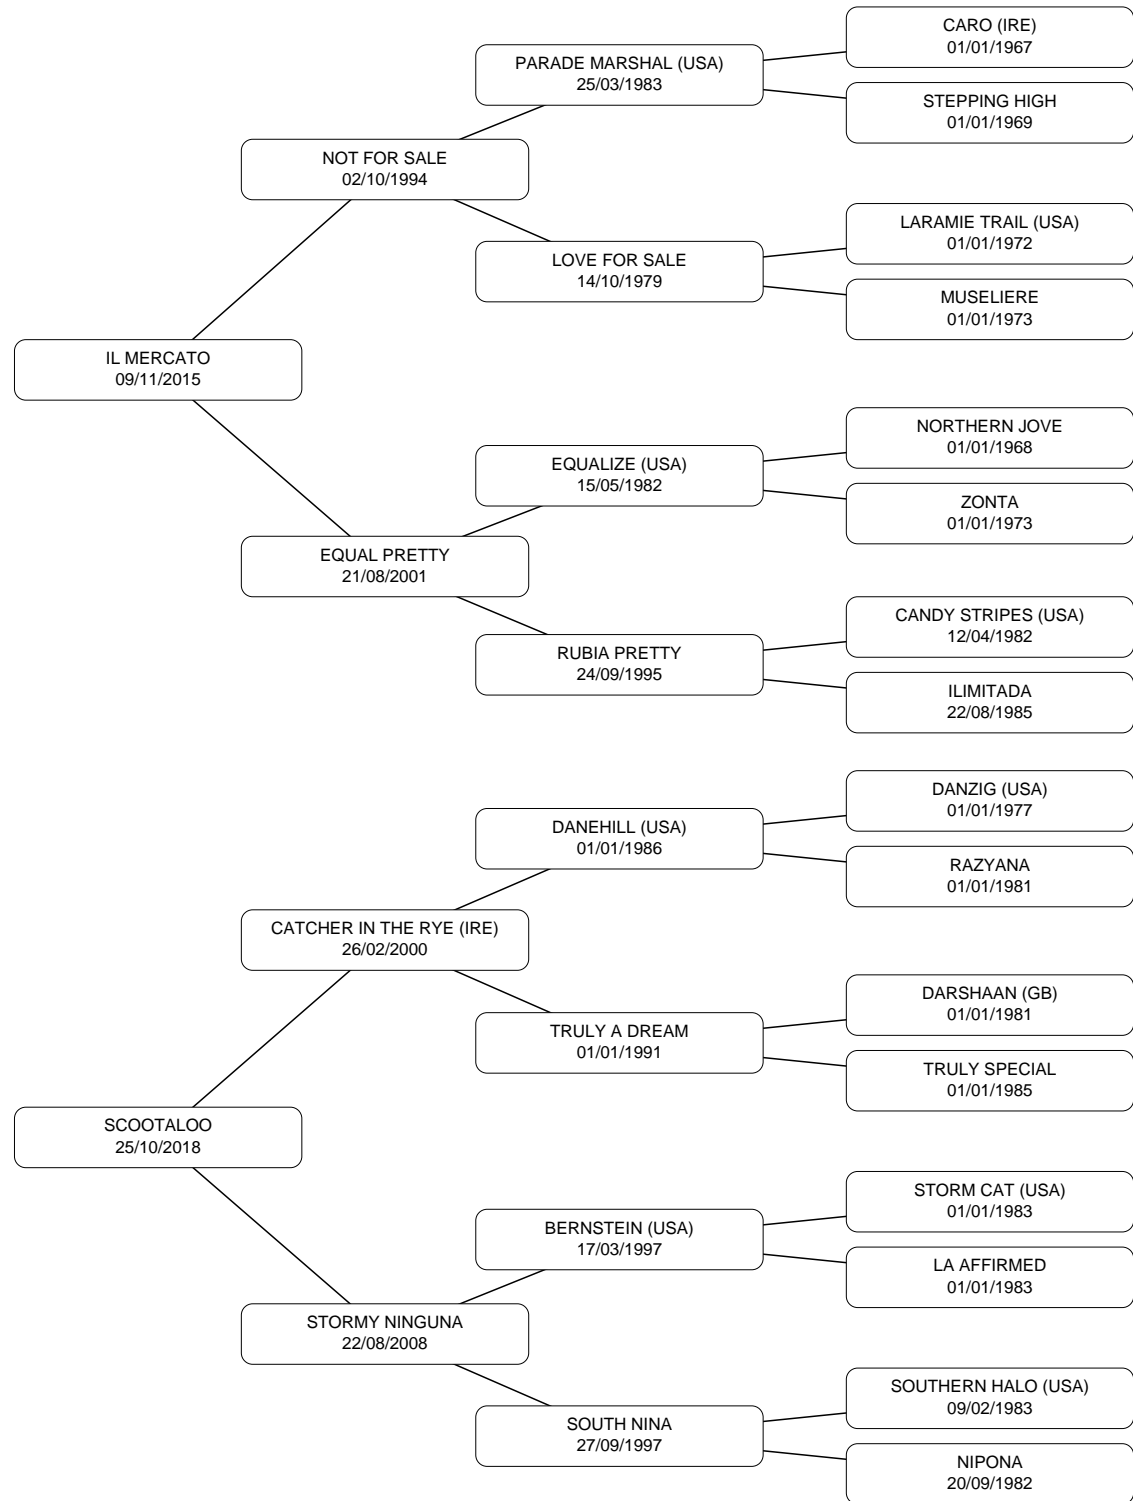 CARO (IRE)
01/01/1967
PARADE MARSHAL (USA)
25/03/1983
STEPPING HIGH
01/01/1969
NOT FOR SALE
02/10/1994
LARAMIE TRAIL (USA)
01/01/1972
LOVE FOR SALE
14/10/1979
MUSELIERE
01/01/1973
IL MERCATO
09/11/2015
NORTHERN JOVE
01/01/1968
EQUALIZE (USA)
15/05/1982
ZONTA
01/01/1973
EQUAL PRETTY
21/08/2001
CANDY STRIPES (USA)
12/04/1982
RUBIA PRETTY
24/09/1995
ILIMITADA
22/08/1985
DANZIG (USA)
01/01/1977
DANEHILL (USA)
01/01/1986
RAZYANA
01/01/1981
CATCHER IN THE RYE (IRE)
26/02/2000
DARSHAAN (GB)
01/01/1981
TRULY A DREAM
01/01/1991
TRULY SPECIAL
01/01/1985
SCOOTALOO
25/10/2018
STORM CAT (USA)
01/01/1983
BERNSTEIN (USA)
17/03/1997
LA AFFIRMED
01/01/1983
STORMY NINGUNA
22/08/2008
SOUTHERN HALO (USA)
09/02/1983
SOUTH NINA
27/09/1997
NIPONA
20/09/1982